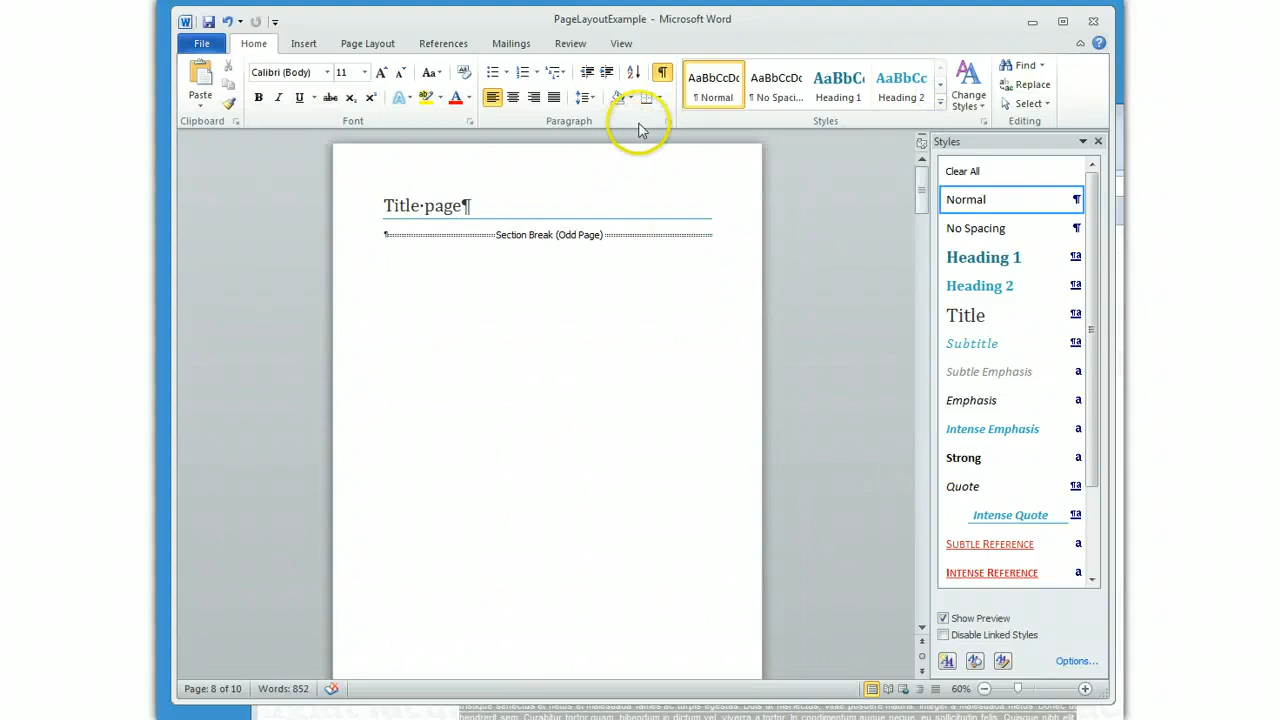 PageLayoutExample - Microsoft Word
File Home Insert Page Layout References Mailings Review View
Paste
Calibri (Body) 11
AaBbCcDc AaBbCcDc AaBbC AaBbCc
¶ Normal ¶ No Spaci... Heading 1 Heading 2
Change
Styles
Find
Replace
Select
Clipboard Font Paragraph Styles Editing
Title·page¶
¶Section Break (Odd Page)
Styles
Clear All
Normal ¶
No Spacing ¶
Heading 1 ¶a
Heading 2 ¶a
Title ¶a
Subtitle ¶a
Subtle Emphasis a
Emphasis a
Intense Emphasis a
Strong a
Quote ¶a
Intense Quote ¶a
SUBTLE REFERENCE a
INTENSE REFERENCE a
Show Preview
Disable Linked Styles
Options...
Page: 8 of 10 Words: 852 60%